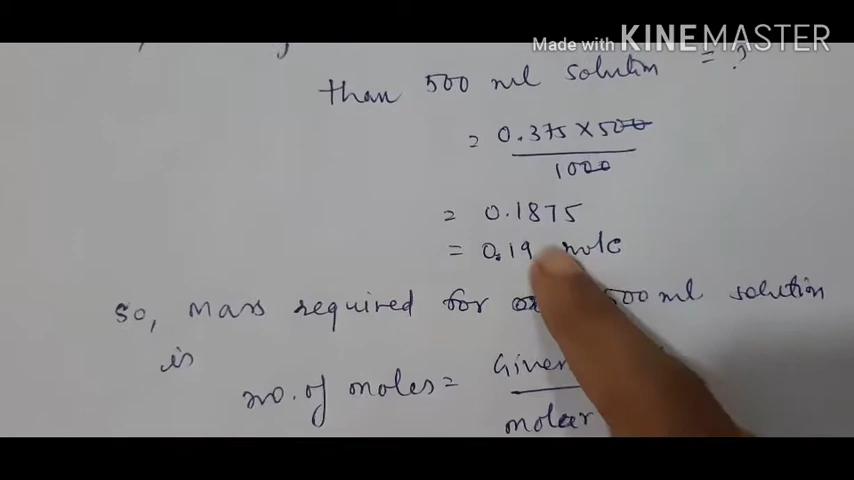 Made with KINEMASTER
than 500 ml solution = ?
= 0.375 × 500
1000
= 0.1875
= 0.19 mole
So, Mass required for 500 ml solution
is
no. of moles = Given
molar